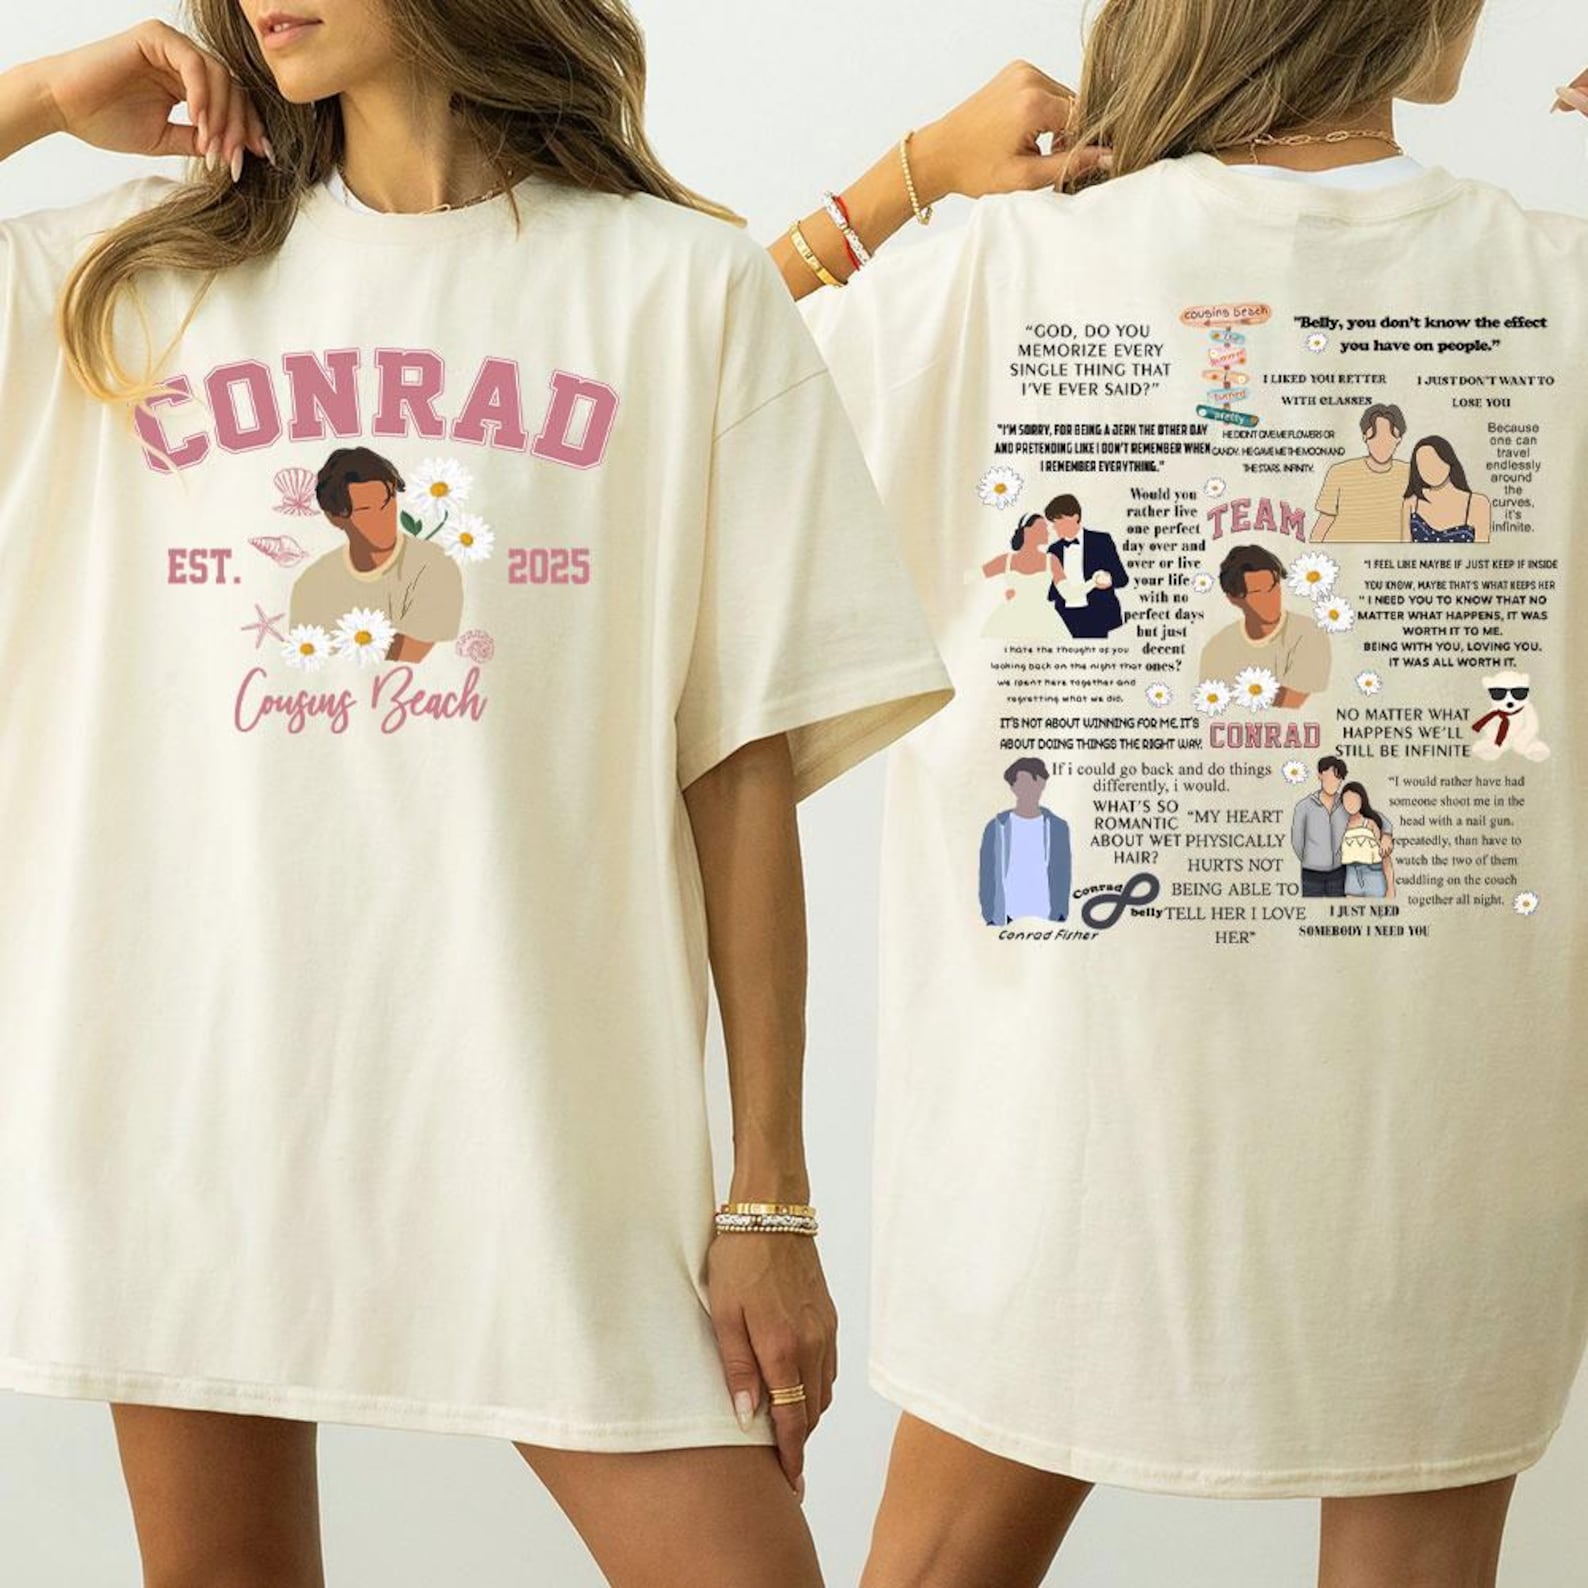 CONRAD
EST.
2025
Cousins Beach
"GOD, DO YOU
MEMORIZE EVERY
SINGLE THING THAT
I'VE EVER SAID?"
cousins beach
the
summer
I
turned
pretty
"Belly, you don't know the effect
you have on people."
I LIKED YOU BETTER
WITH GLASSES
I JUST DON'T WANT TO
LOSE YOU
"I'M SORRY, FOR BEING A JERK THE OTHER DAY
AND PRETENDING LIKE I DON'T REMEMBER WHEN
I REMEMBER EVERYTHING."
HE DIDN'T GIVE ME FLOWERS OR
CANDY. HE GAVE ME THE MOON AND
THE STARS. INFINITY.
Because
one can
travel
endlessly
around
the
curves,
it's
infinite.
Would you
rather live
one perfect
day over and
over or live
your life
with no
perfect days
but just
decent
ones?
TEAM
CONRAD
"I FEEL LIKE MAYBE IF JUST KEEP IF INSIDE
YOU KNOW, MAYBE THAT'S WHAT KEEPS HER
"I NEED YOU TO KNOW THAT NO
MATTER WHAT HAPPENS, IT WAS
WORTH IT TO ME.
BEING WITH YOU, LOVING YOU.
IT WAS ALL WORTH IT.
i hate the thought of you
looking back on the night that
we spent here together and
regretting what we did.
IT'S NOT ABOUT WINNING FOR ME. IT'S
ABOUT DOING THINGS THE RIGHT WAY.
NO MATTER WHAT
HAPPENS WE'LL
STILL BE INFINITE
If i could go back and do things
differently, i would.
WHAT'S SO
ROMANTIC
ABOUT WET
HAIR?
"MY HEART
PHYSICALLY
HURTS NOT
BEING ABLE TO
TELL HER I LOVE
HER"
"I would rather have had
someone shoot me in the
head with a nail gun,
repeatedly, than have to
watch the two of them
cuddling on the couch
together all night.
Conrad
belly
Conrad Fisher
I JUST NEED
SOMEBODY I NEED YOU